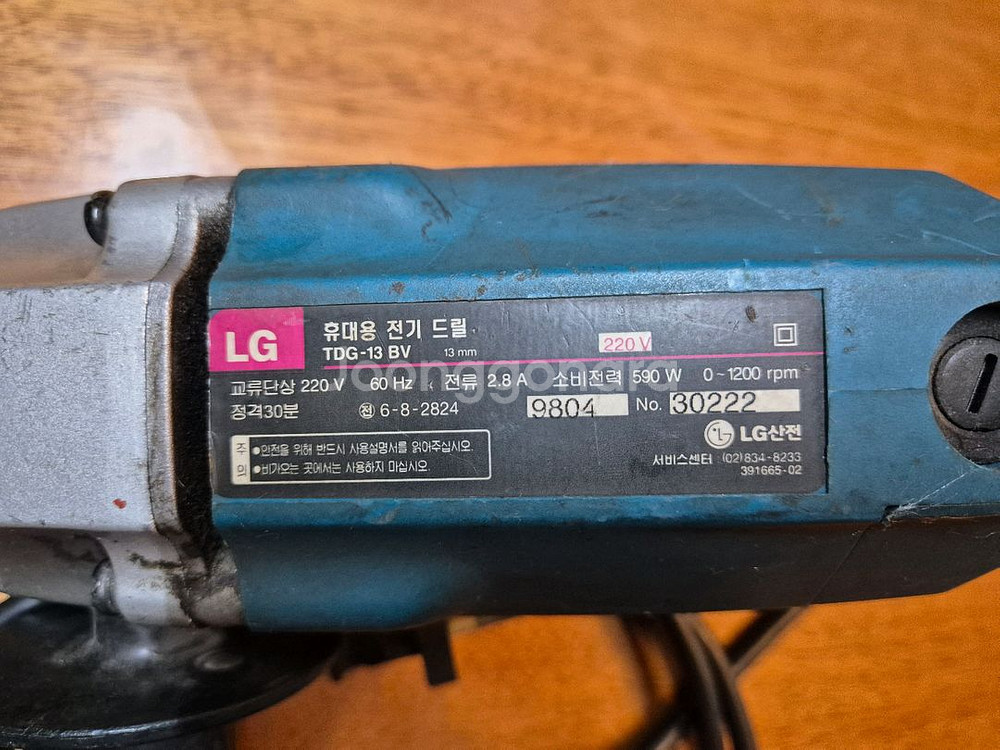 LG 휴대용 전기 드릴
TDG-13 BV 13 mm 220 V
교류단상 220 V 60 Hz 전류 2.8 A 소비전력 590 W 0~1200 rpm
정격30분 전 6-8-2824 9804 No. 30222
LG산전
주의
●안전을 위해 반드시 사용설명서를 읽어주십시오.
●비가오는 곳에서는 사용하지 마십시오.
서비스센터 (02)834-8233
391665-02
joonggonara